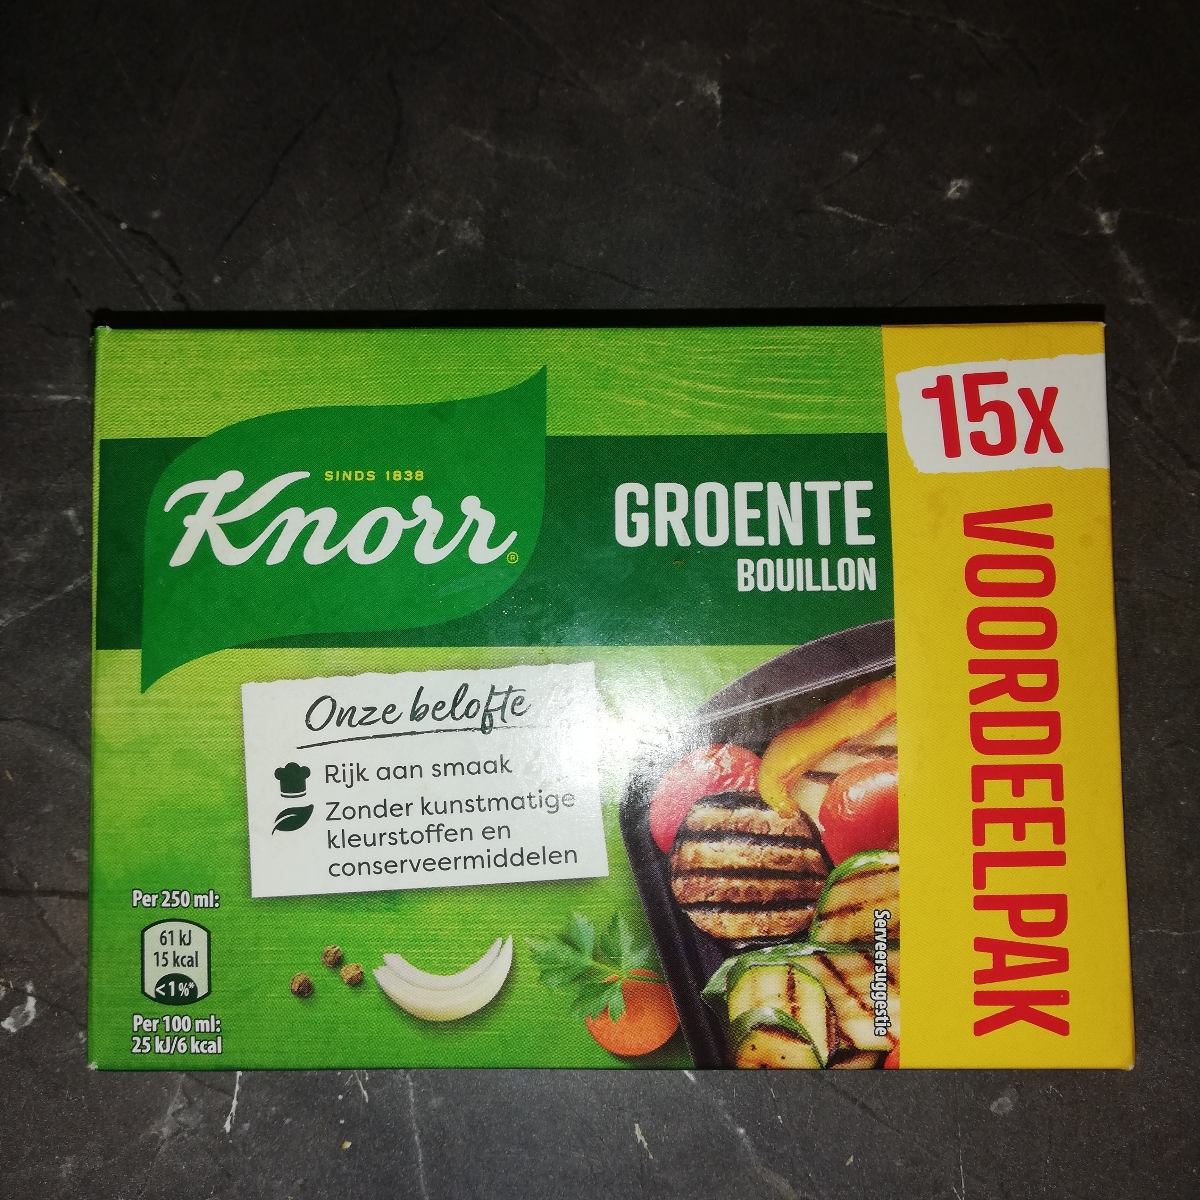 SINDS 1838
Knorr®
GROENTE
BOUILLON
15x
VOORDEELPAK
Onze belofte
Rijk aan smaak
Zonder kunstmatige
kleurstoffen en
conserveermiddelen
Per 250 ml:
61 kJ
15 kcal
<1%*
Per 100 ml:
25 kJ/6 kcal
Serveersuggestie